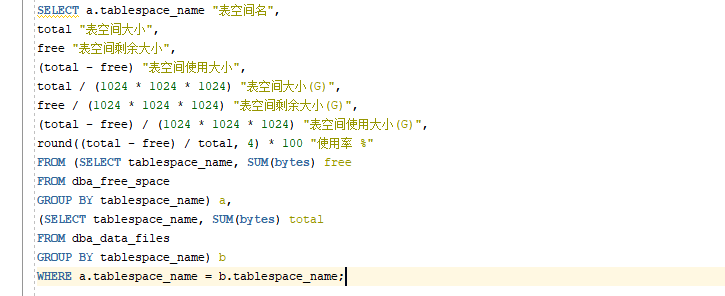 SELECT a.tablespace_name "表空间名",
total "表空间大小",
free "表空间剩余大小",
(total - free) "表空间使用大小",
total / (1024 * 1024 * 1024) "表空间大小(G)",
free / (1024 * 1024 * 1024) "表空间剩余大小(G)",
(total - free) / (1024 * 1024 * 1024) "表空间使用大小(G)",
round((total - free) / total, 4) * 100 "使用率 %"
FROM (SELECT tablespace_name, SUM(bytes) free
FROM dba_free_space
GROUP BY tablespace_name) a,
(SELECT tablespace_name, SUM(bytes) total
FROM dba_data_files
GROUP BY tablespace_name) b
WHERE a.tablespace_name = b.tablespace_name;